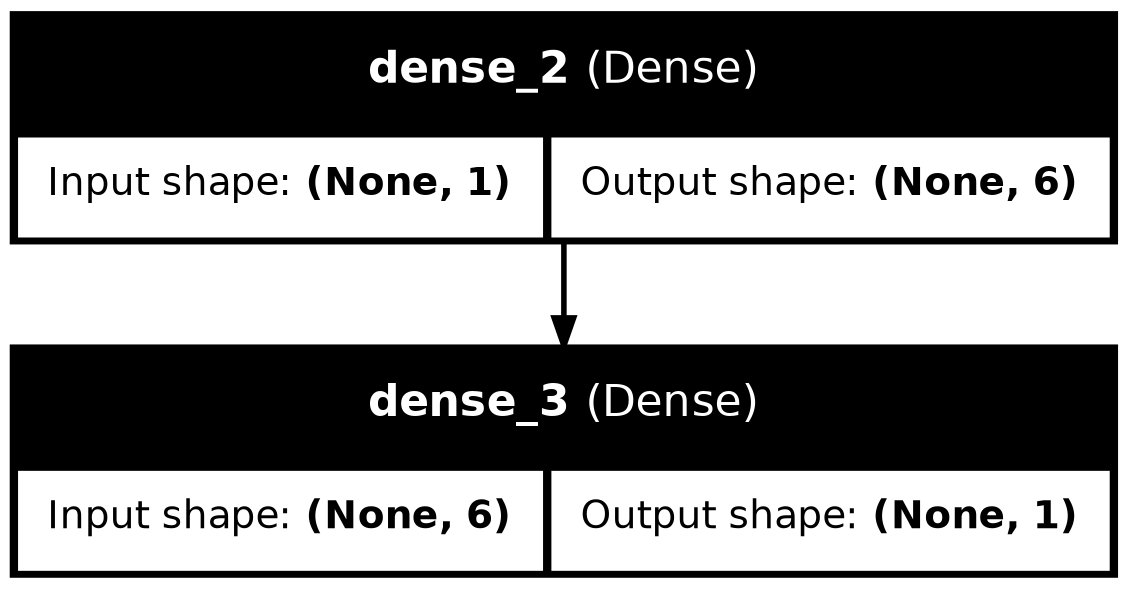 dense_2 (Dense)
Input shape: (None, 1) Output shape: (None, 6)
dense_3 (Dense)
Input shape: (None, 6) Output shape: (None, 1)